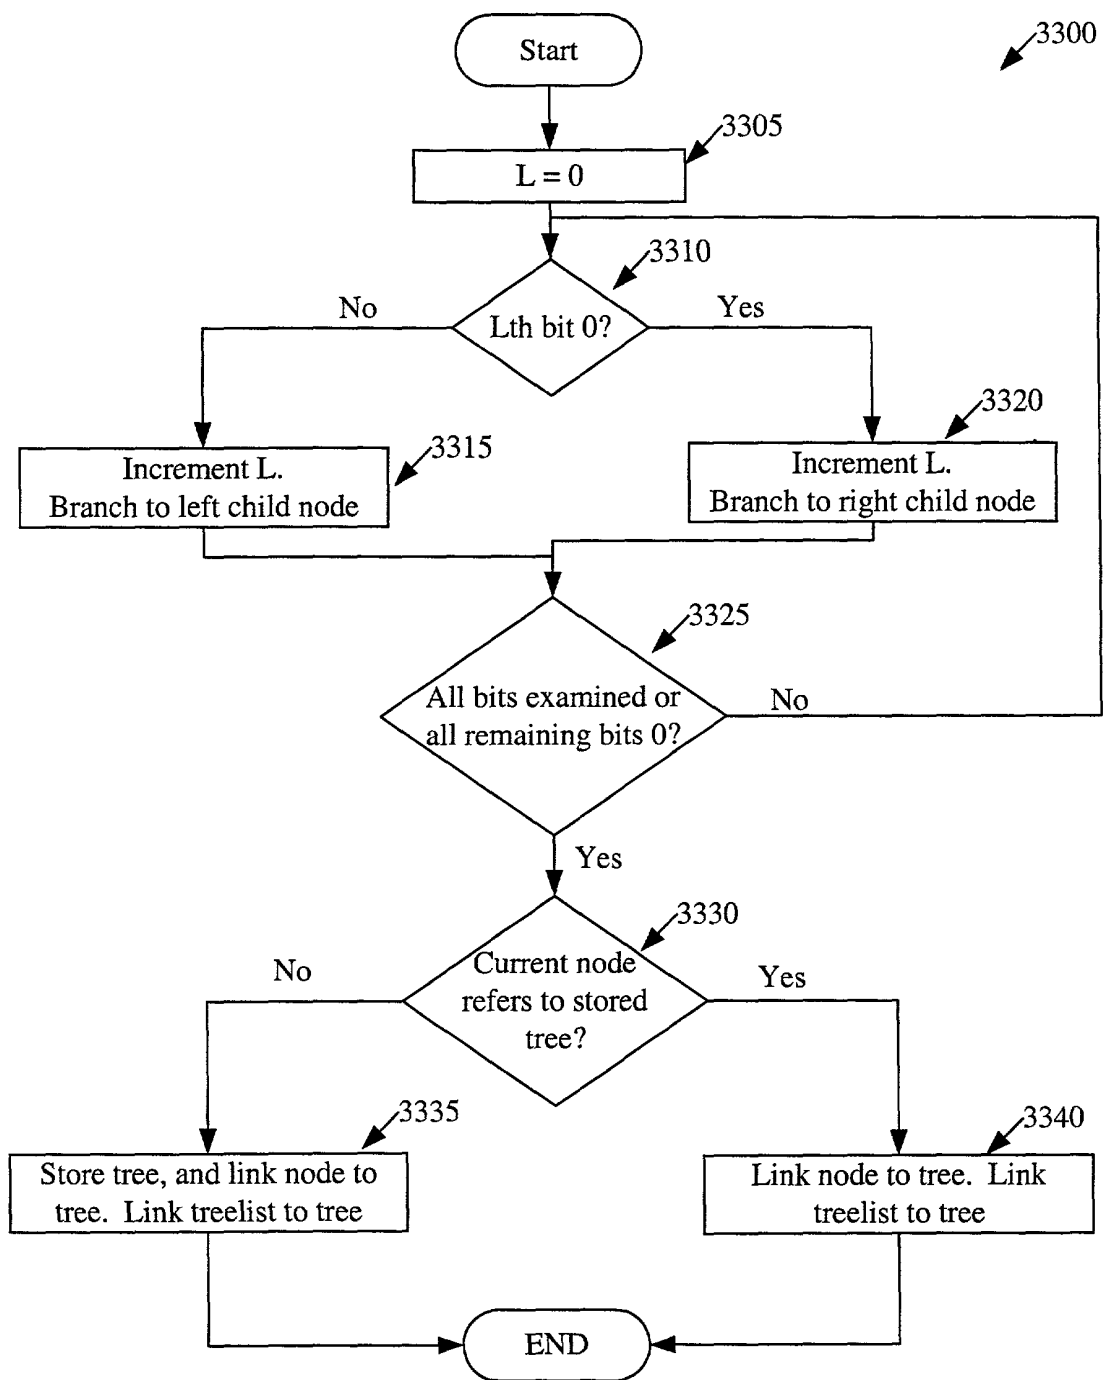 Start
3300
3305
L = 0
3310
No
Yes
Lth bit 0?
3320
3315
Increment L.
Branch to left child node
Increment L.
Branch to right child node
3325
All bits examined or
all remaining bits 0?
No
Yes
3330
No
Current node
refers to stored
tree?
Yes
3335
3340
Store tree, and link node to
tree. Link treelist to tree
Link node to tree. Link
treelist to tree
END